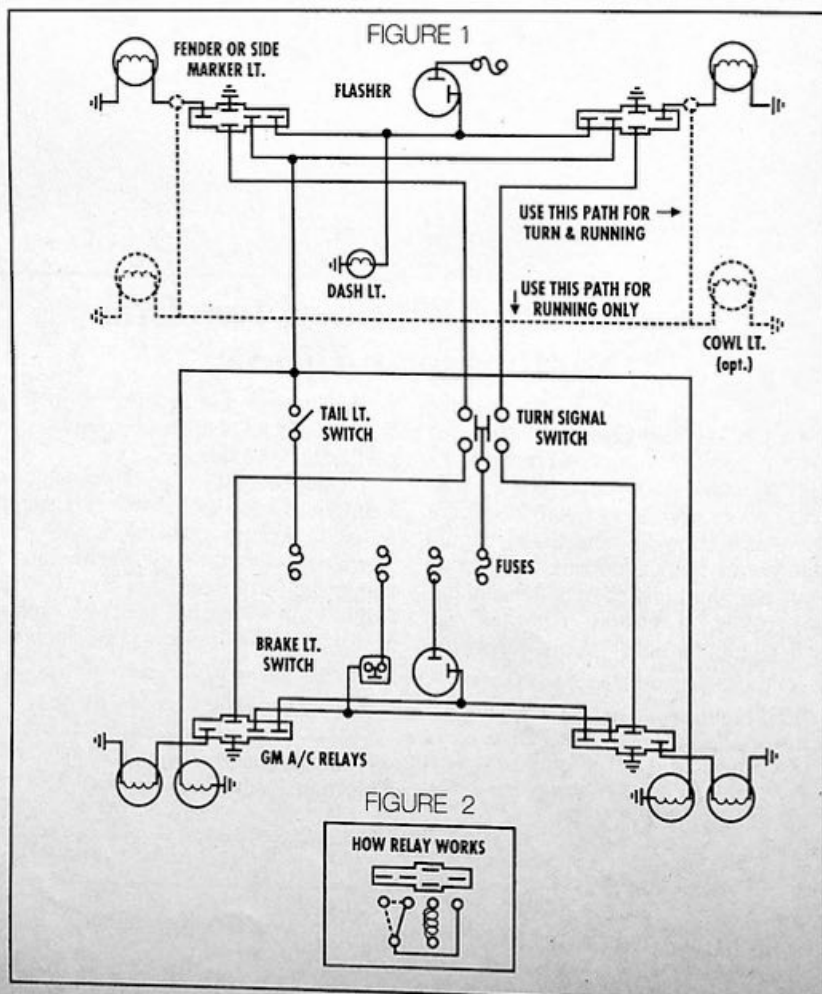 FIGURE 1
FENDER OR SIDE
MARKER LT.
FLASHER
USE THIS PATH FOR →
TURN & RUNNING
DASH LT.
↓ USE THIS PATH FOR
RUNNING ONLY
COWL LT.
(opt.)
TAIL LT.
SWITCH
TURN SIGNAL
SWITCH
FUSES
BRAKE LT.
SWITCH
GM A/C RELAYS
FIGURE 2
HOW RELAY WORKS